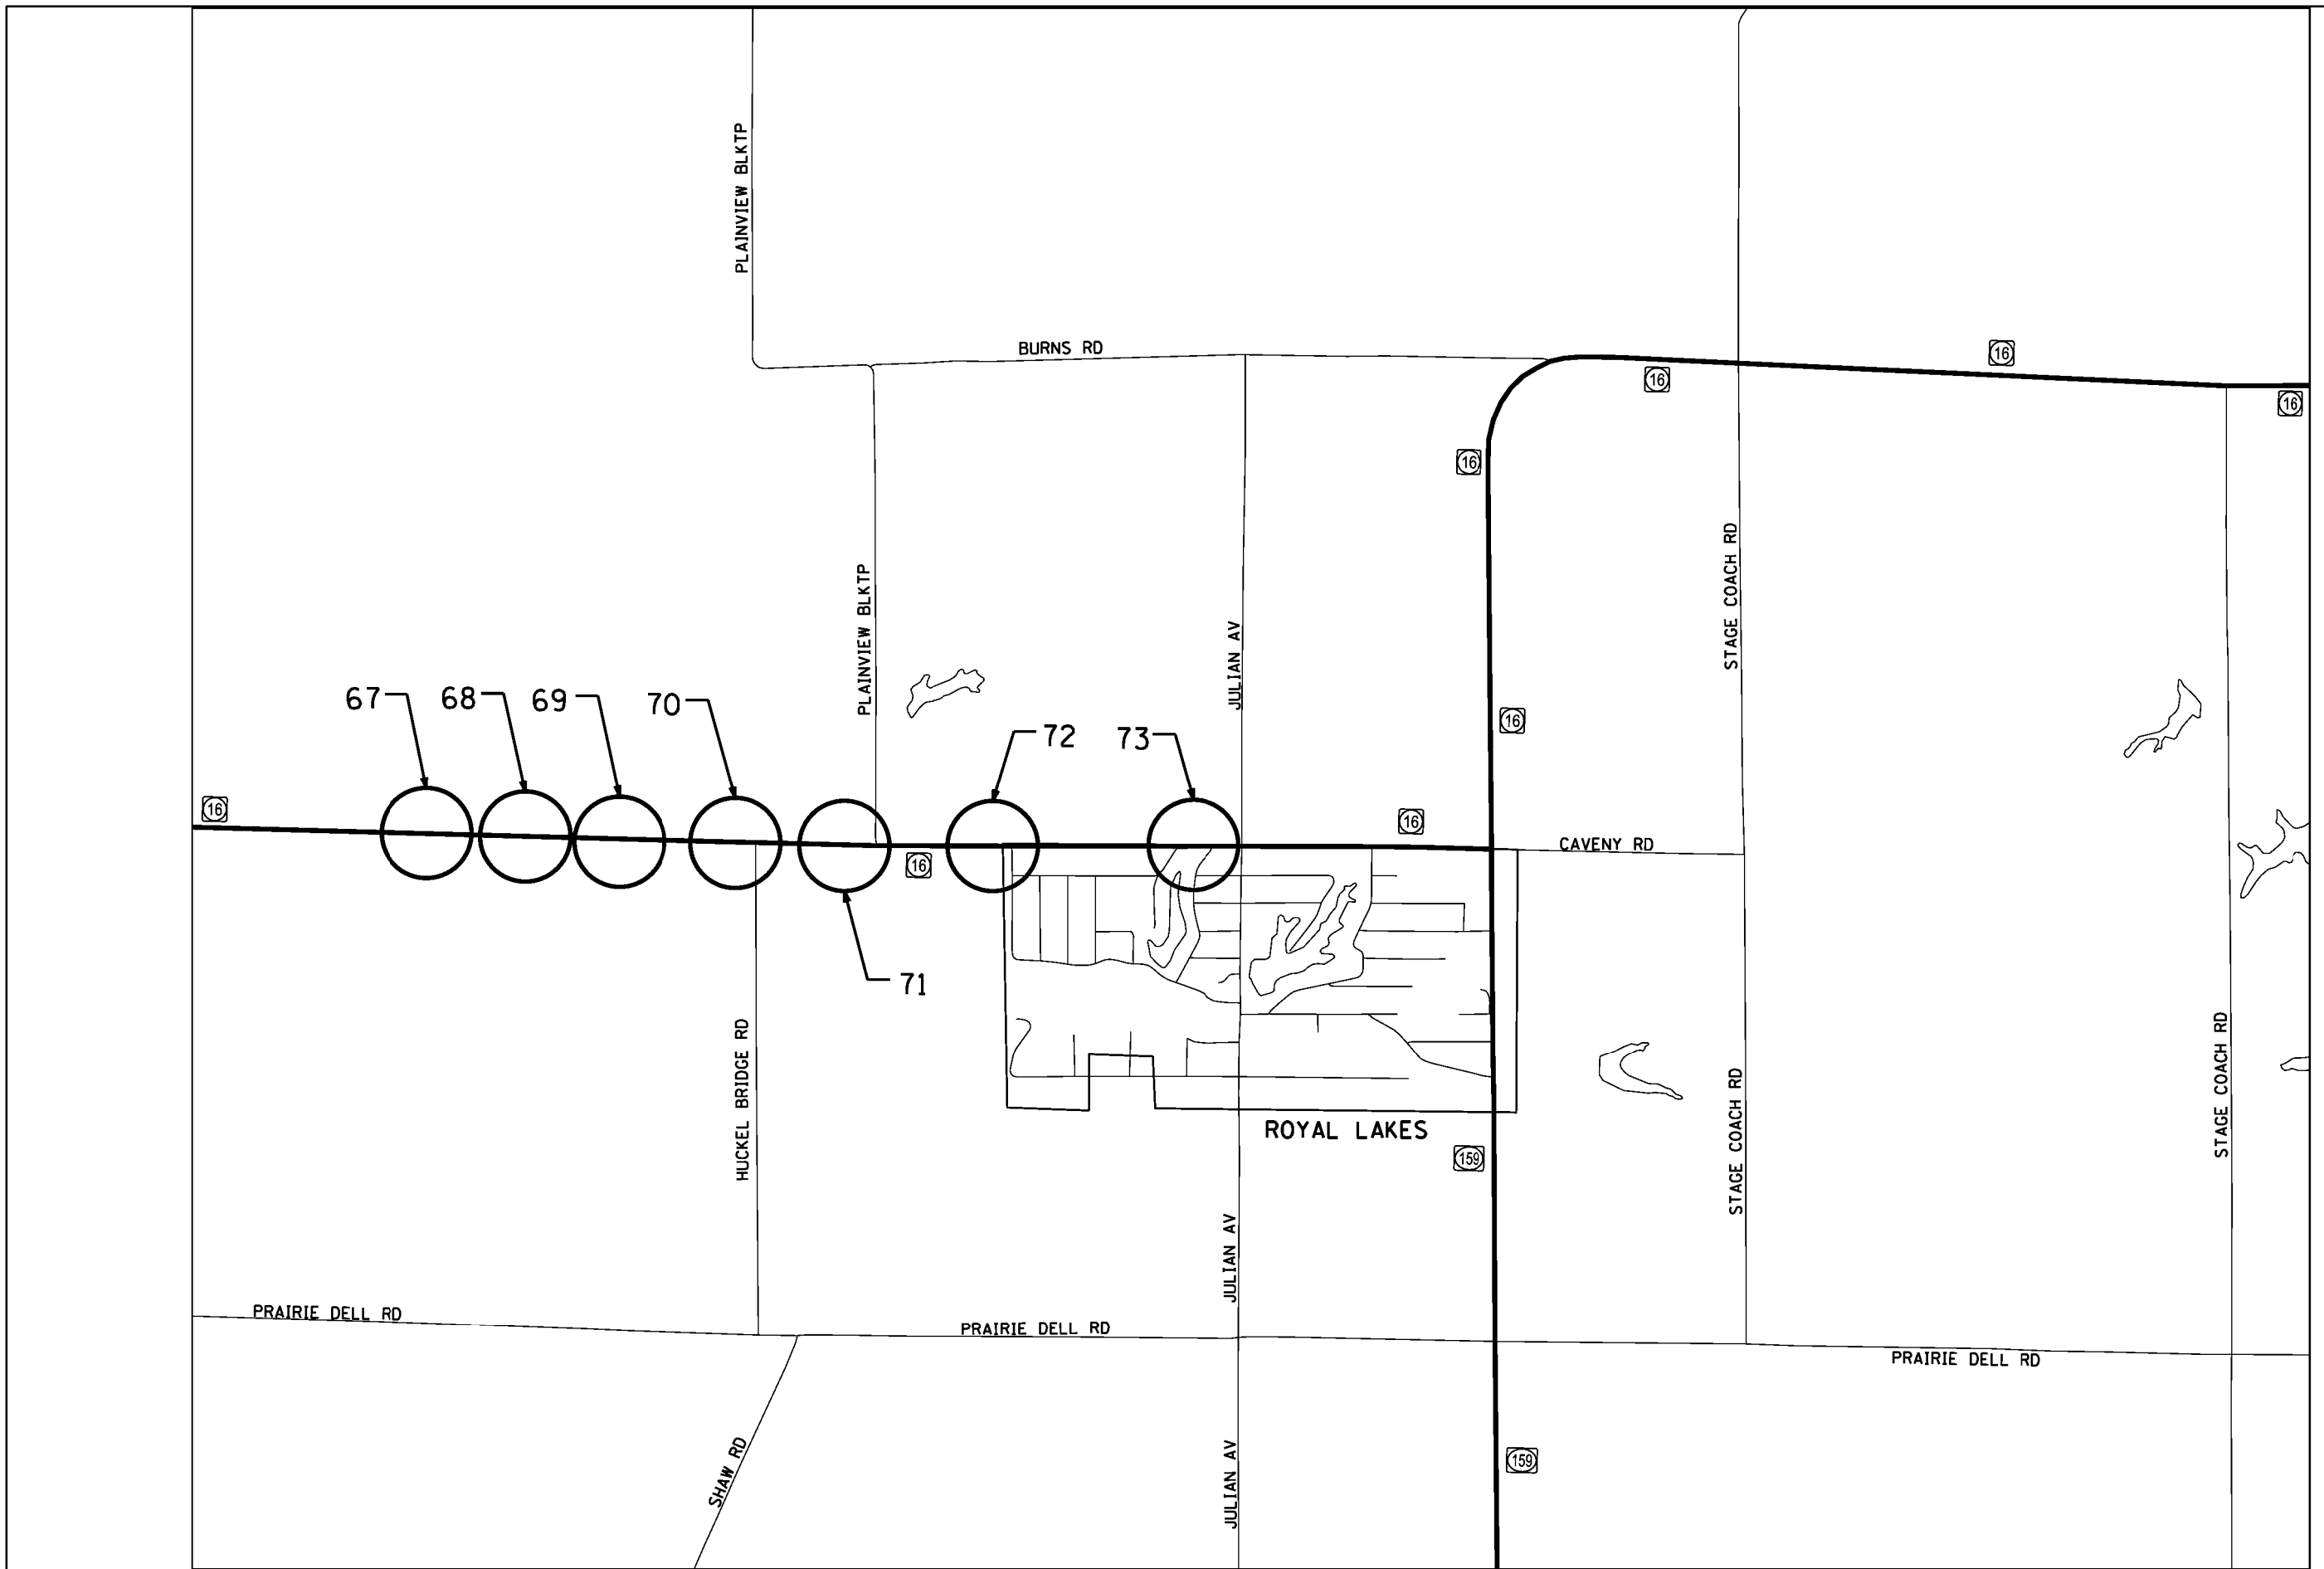 PLAINVIEW BLKTP
BURNS RD
16
16
16
16
STAGE COACH RD
PLAINVIEW BLKTP
JULIAN AV
67
68
69
70
72
73
16
16
16
16
CAVENY RD
71
HUCKEL BRIDGE RD
STAGE COACH RD
STAGE COACH RD
ROYAL LAKES
159
JULIAN AV
PRAIRIE DELL RD
PRAIRIE DELL RD
PRAIRIE DELL RD
SHAW RD
JULIAN AV
159